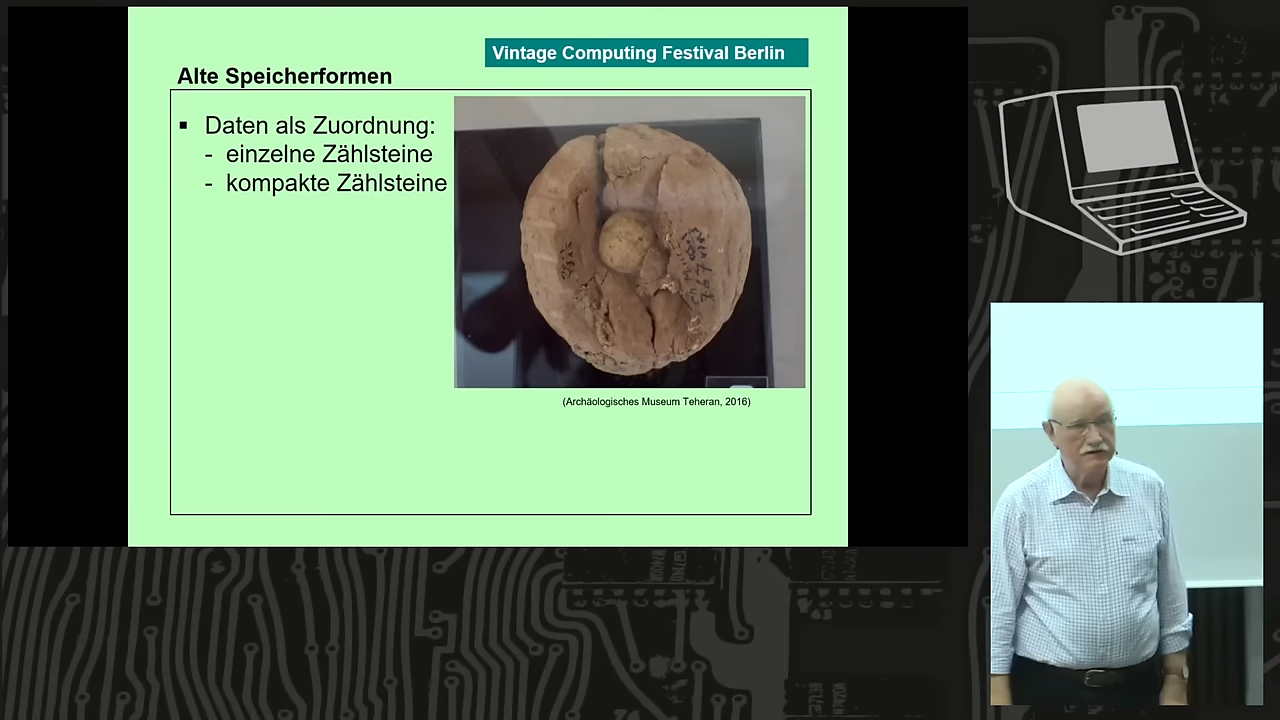 Vintage Computing Festival Berlin
Alte Speicherformen
▪ Daten als Zuordnung:
- einzelne Zählsteine
- kompakte Zählsteine
(Archäologisches Museum Teheran, 2016)